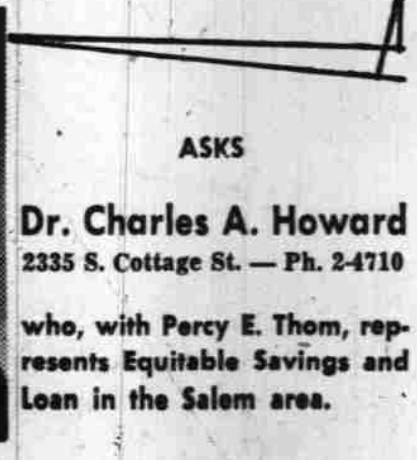 ASKS
Dr. Charles A. Howard
2335 S. Cottage St. — Ph. 2-4710
who, with Percy E. Thom, rep-
resents Equitable Savings and
Loan in the Salem area.